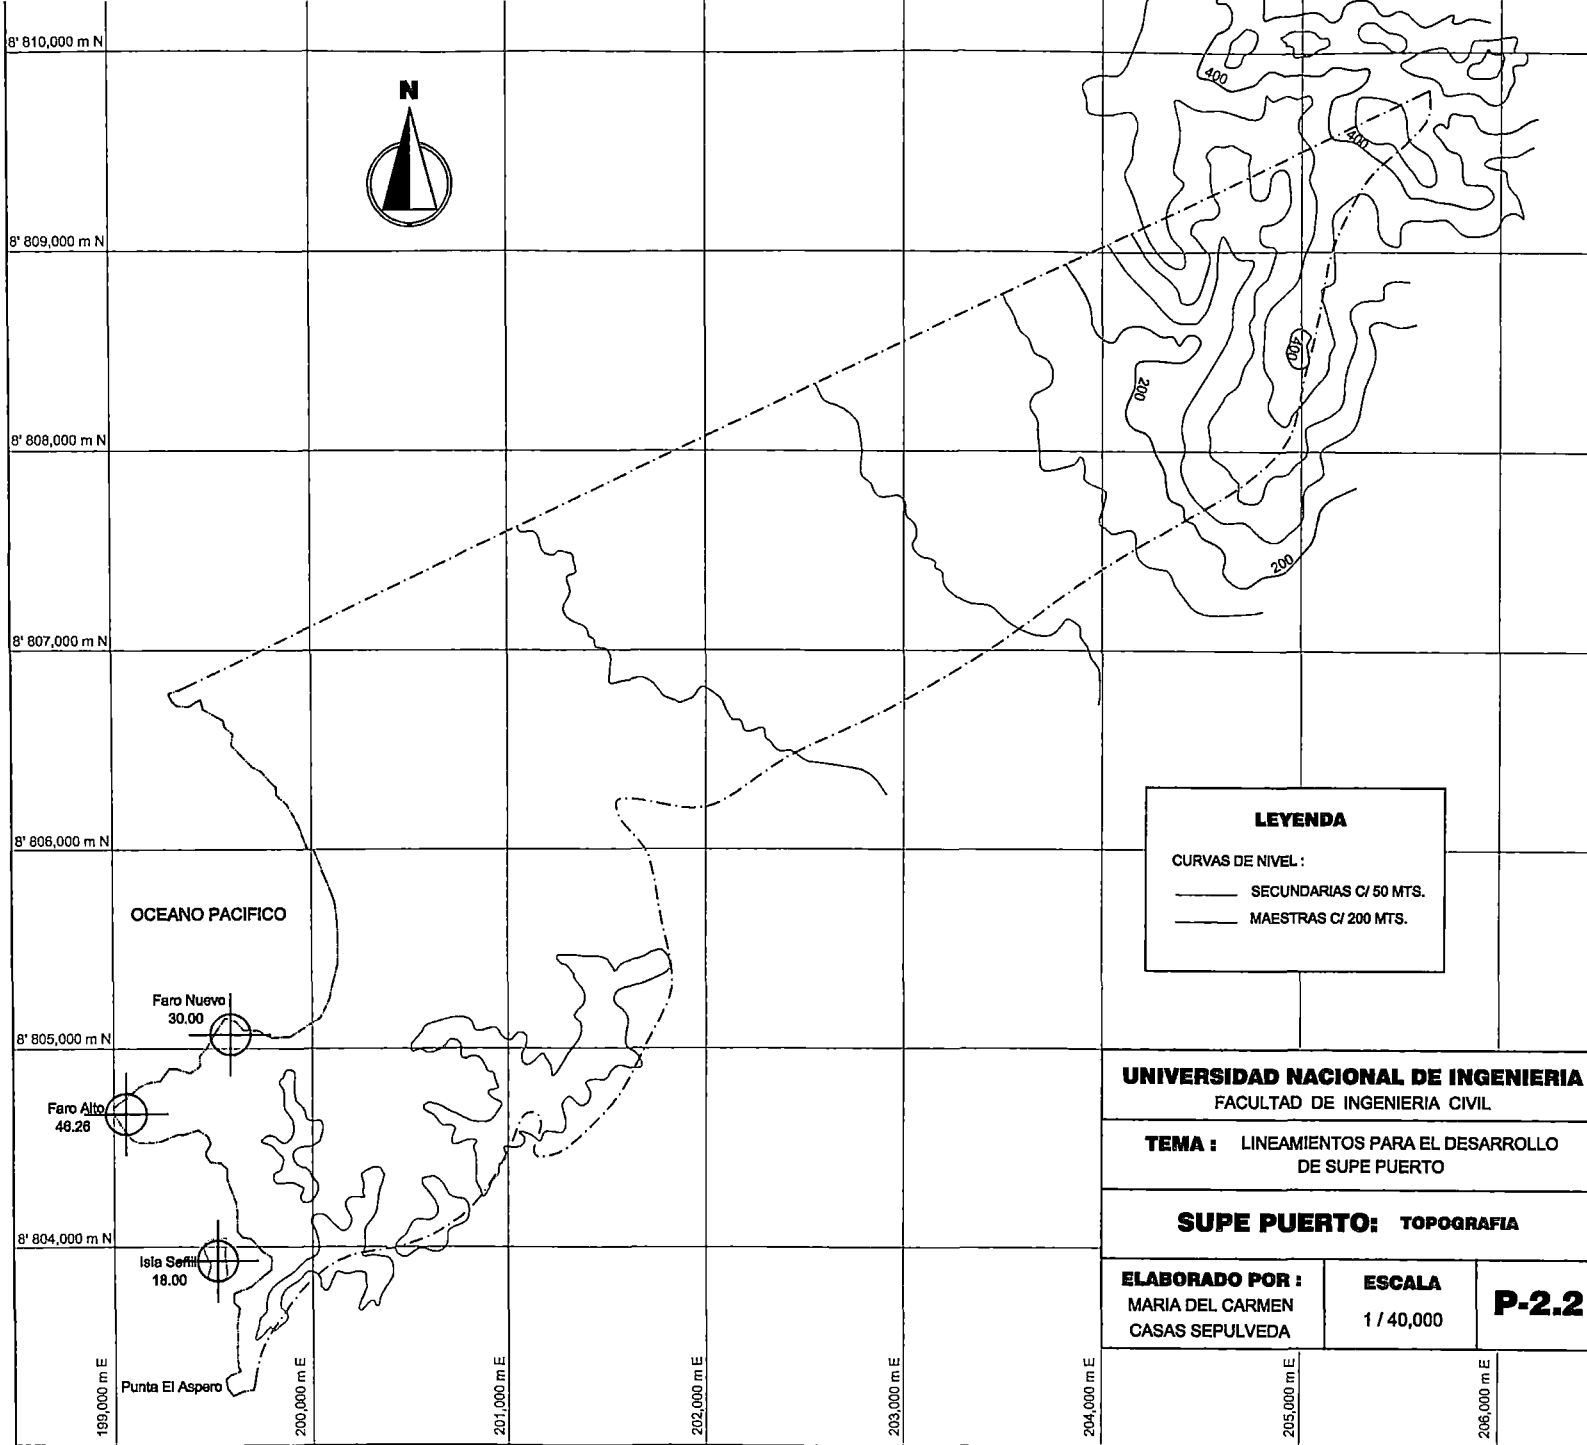 8' 810,000 m N
N
400
400
8' 809,000 m N
400
200
8' 808,000 m N
200
8' 807,000 m N
LEYENDA
CURVAS DE NIVEL :
SECUNDARIAS C/ 50 MTS.
MAESTRAS C/ 200 MTS.
8' 806,000 m N
OCEANO PACIFICO
Faro Nuevo
30.00
8' 805,000 m N
Faro Alto
46.26
8' 804,000 m N
Isla
18.00
Punta El Aspero
UNIVERSIDAD NACIONAL DE INGENIERIA
FACULTAD DE INGENIERIA CIVIL
TEMA : LINEAMIENTOS PARA EL DESARROLLO
DE SUPE PUERTO
SUPE PUERTO: TOPOGRAFIA
ELABORADO POR :
MARIA DEL CARMEN
CASAS SEPULVEDA
ESCALA
1 / 40,000
P-2.2
199,000 m E
200,000 m E
201,000 m E
202,000 m E
203,000 m E
204,000 m E
205,000 m E
206,000 m E